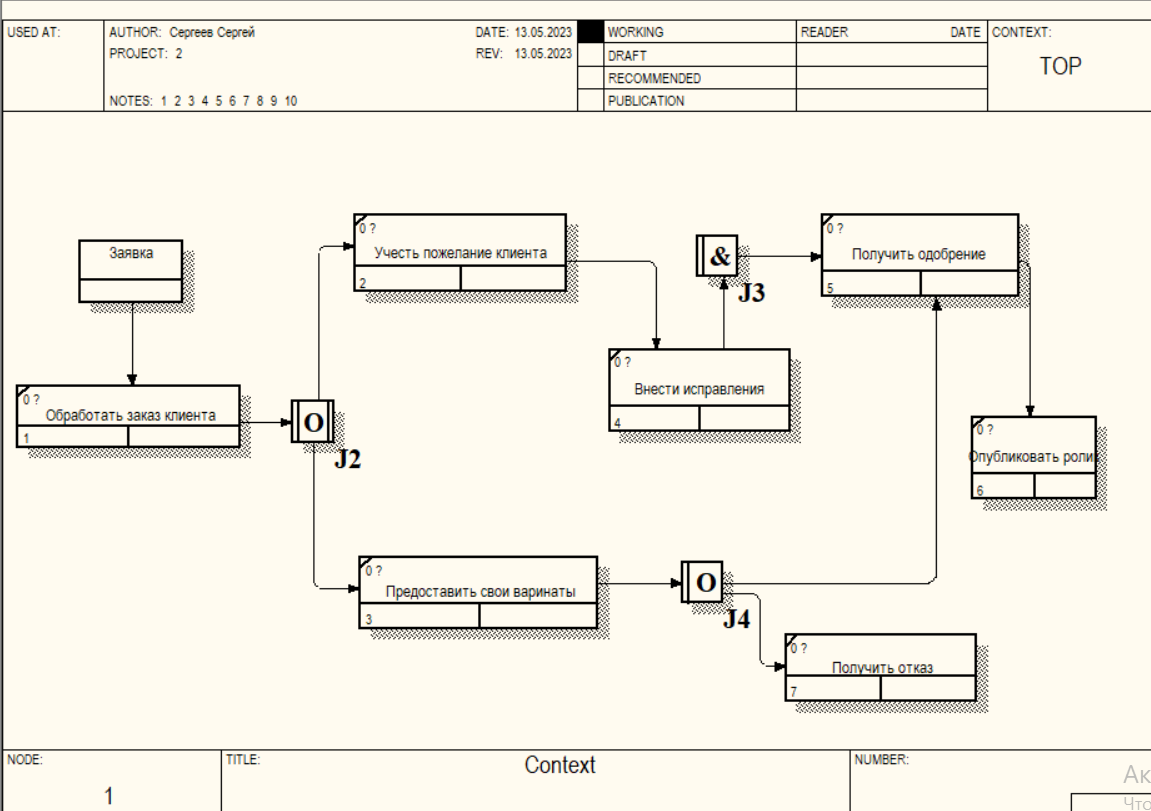 USED AT:
AUTHOR: Сергеев Сергей
DATE: 13.05.2023
WORKING
READER
DATE
CONTEXT:
PROJECT: 2
REV: 13.05.2023
DRAFT
TOP
RECOMMENDED
NOTES: 1 2 3 4 5 6 7 8 9 10
PUBLICATION
Заявка
0 ?
Учесть пожелание клиента
2
&
J3
0 ?
Получить одобрение
5
0 ?
Обработать заказ клиента
1
O
J2
0 ?
Внести исправления
4
0 ?
Опубликовать роли
6
0 ?
Предоставить свои варинаты
3
O
J4
0 ?
Получить отказ
7
NODE:
1
TITLE:
Context
NUMBER:
Ак
Что